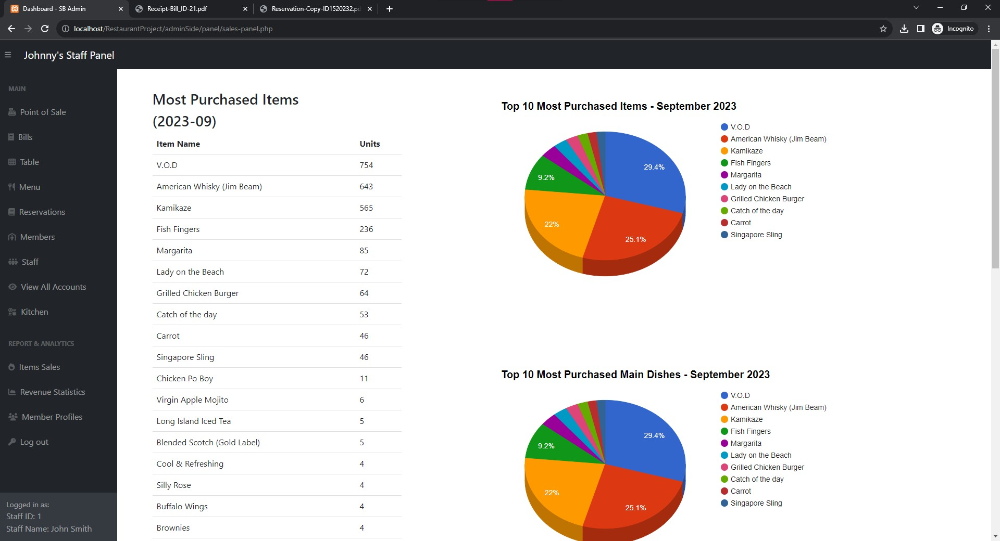 Dashboard - SB Admin
Receipt-Bill_ID-21.pdf
Reservation-Copy-ID1520232.pd
localhost/RestaurantProject/adminSide/panel/sales-panel.php
Incognito
Johnny's Staff Panel
MAIN
Point of Sale
Bills
Table
Menu
Reservations
Members
Staff
View All Accounts
Kitchen
REPORT & ANALYTICS
Items Sales
Revenue Statistics
Member Profiles
Log out
Logged in as:
Staff ID: 1
Staff Name: John Smith
Most Purchased Items
(2023-09)
Item Name Units
V.O.D 754
American Whisky (Jim Beam) 643
Kamikaze 565
Fish Fingers 236
Margarita 85
Lady on the Beach 72
Grilled Chicken Burger 64
Catch of the day 53
Carrot 46
Singapore Sling 46
Chicken Po Boy 11
Virgin Apple Mojito 6
Long Island Iced Tea 5
Blended Scotch (Gold Label) 5
Cool & Refreshing 4
Silly Rose 4
Buffalo Wings 4
Brownies 4
Top 10 Most Purchased Items - September 2023
29.4%
9.2%
22%
25.1%
V.O.D
American Whisky (Jim Beam)
Kamikaze
Fish Fingers
Margarita
Lady on the Beach
Grilled Chicken Burger
Catch of the day
Carrot
Singapore Sling
Top 10 Most Purchased Main Dishes - September 2023
29.4%
9.2%
22%
25.1%
V.O.D
American Whisky (Jim Beam)
Kamikaze
Fish Fingers
Margarita
Lady on the Beach
Grilled Chicken Burger
Catch of the day
Carrot
Singapore Sling